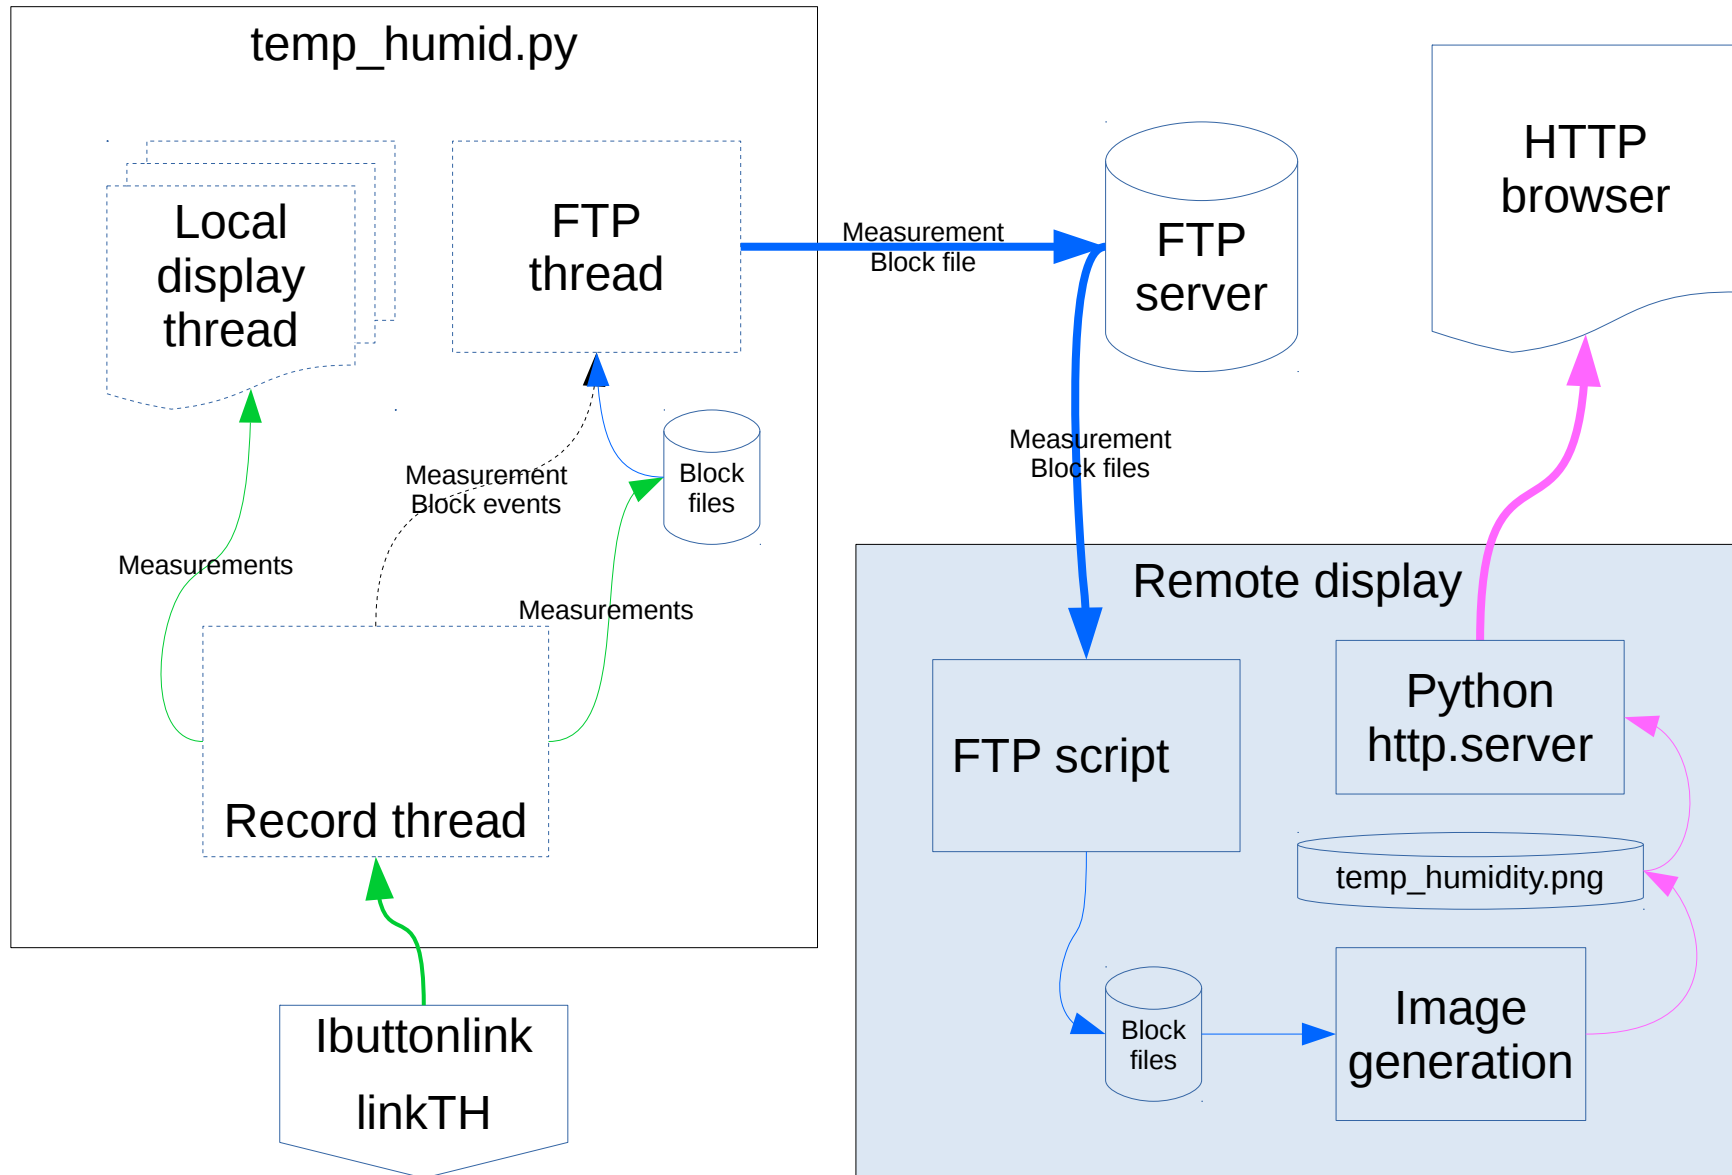 temp_humid.py
Local
display
thread
FTP
thread
Measurement
Block file
FTP
server
HTTP
browser
Measurement
Block events
Block
files
Measurements
Measurements
Record thread
Ibuttonlink
linkTH
Measurement
Block files
Remote display
FTP script
Python
http.server
temp_humidity.png
Block
files
Image
generation